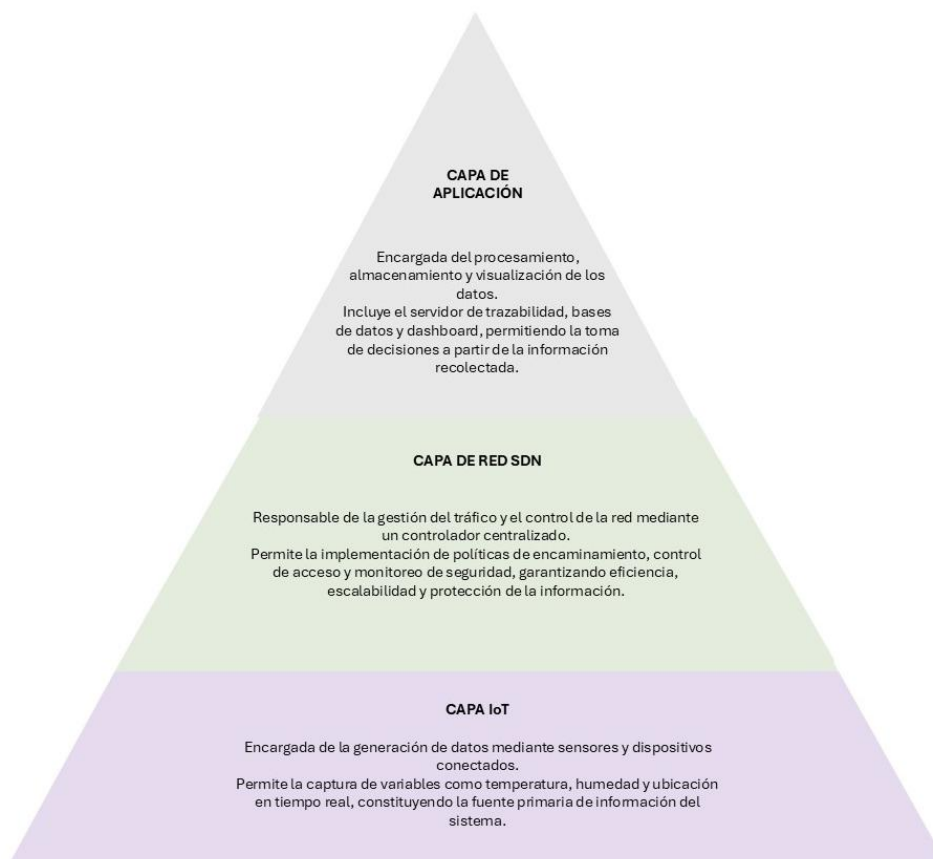 CAPA DE
APLICACIÓN
Encargada del procesamiento,
almacenamiento y visualización de los
datos.
Incluye el servidor de trazabilidad, bases
de datos y dashboard, permitiendo la toma
de decisiones a partir de la información
recolectada.
CAPA DE RED SDN
Responsable de la gestión del tráfico y el control de la red mediante
un controlador centralizado.
Permite la implementación de políticas de encaminamiento, control
de acceso y monitoreo de seguridad, garantizando eficiencia,
escalabilidad y protección de la información.
CAPA IoT
Encargada de la generación de datos mediante sensores y dispositivos
conectados.
Permite la captura de variables como temperatura, humedad y ubicación
en tiempo real, constituyendo la fuente primaria de información del
sistema.